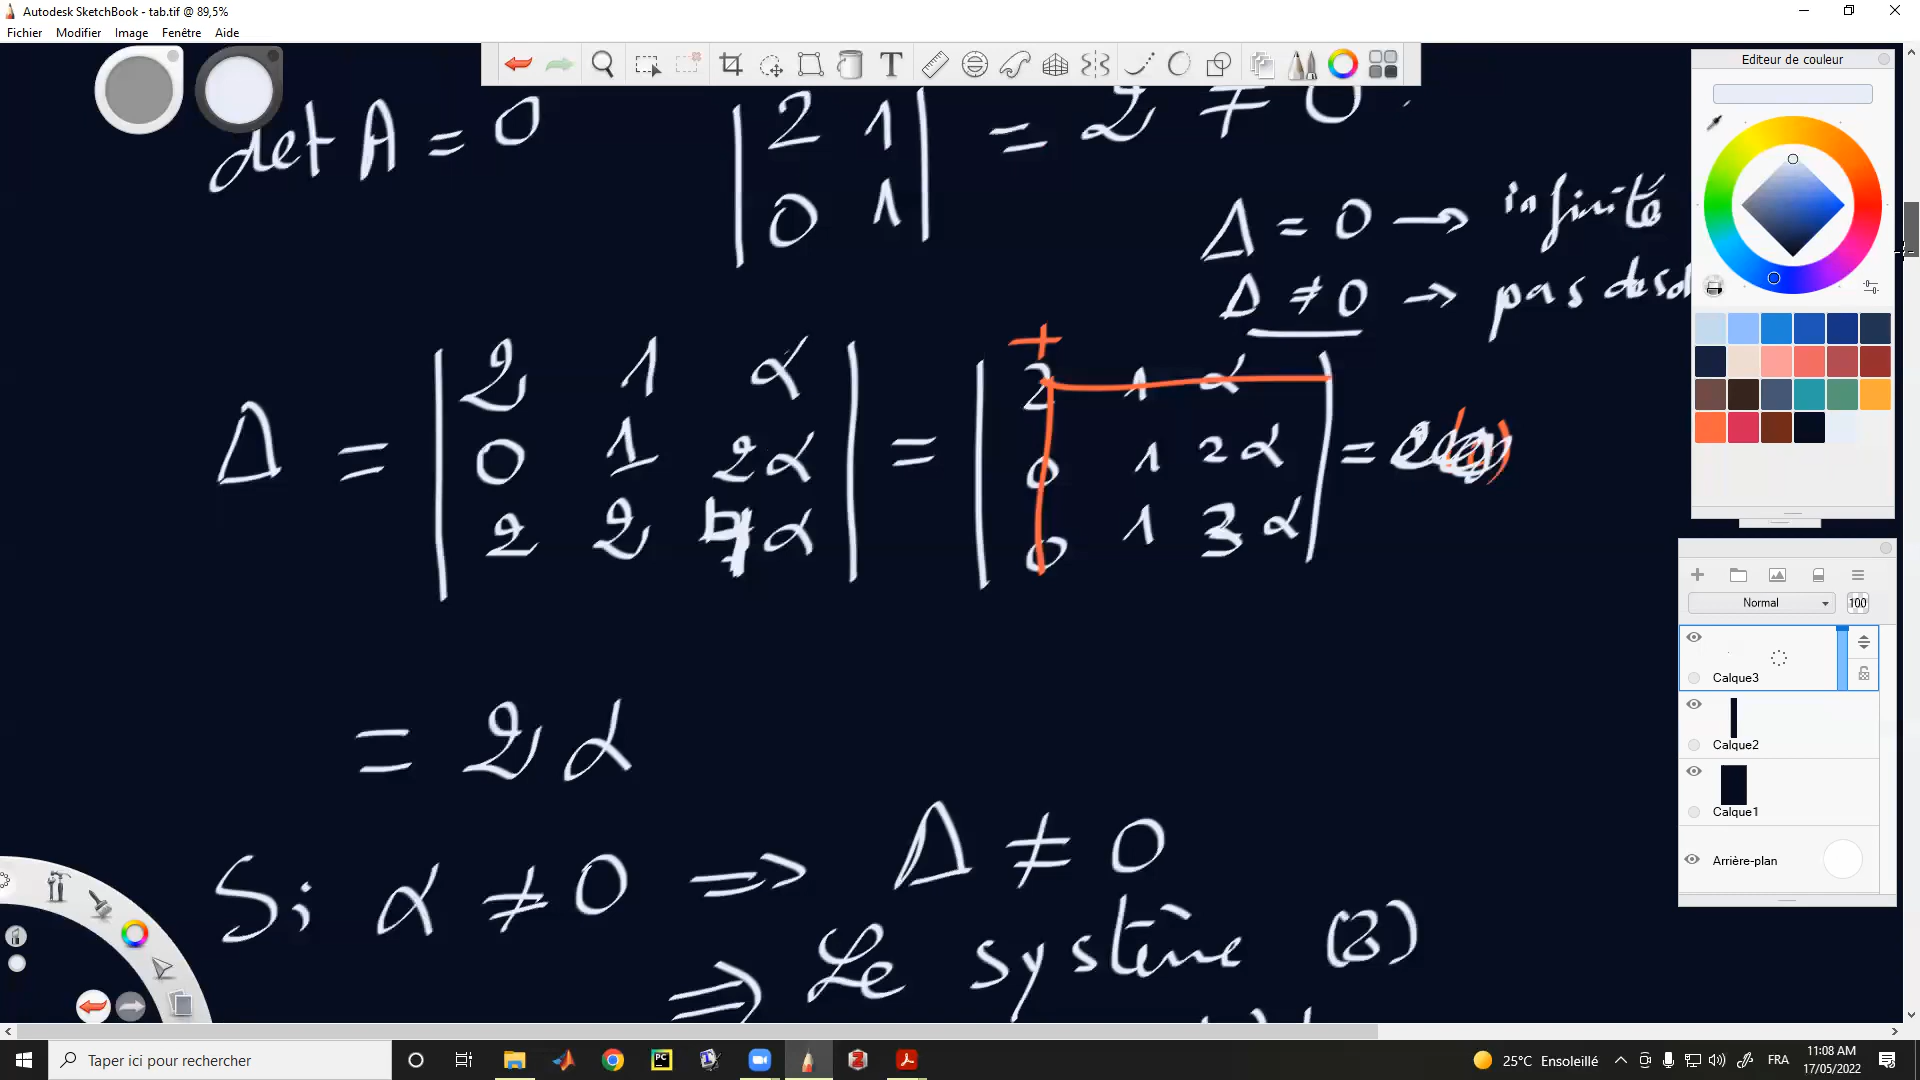 Autodesk SketchBook - tab.tif @ 89,5%
Fichier Modifier Image Fenêtre Aide
Editeur de couleur
det A = 0 | 2 1 | = 2 ≠ 0
| 0 1 |
Δ = 0 → infinité
Δ ≠ 0 → pas de sol
+
Δ = | 2 1 α | = | 2 1 α | =
| 0 1 2α | | 0 1 2α |
| 2 2 4α | | 0 1 3α |
= 2α
Si α ≠ 0 => Δ ≠ 0
=> Le système (3)
Normal 100
Calque3
Calque2
Calque1
Arrière-plan
Taper ici pour rechercher
PC
25°C Ensoleillé
FRA
11:08 AM
17/05/2022